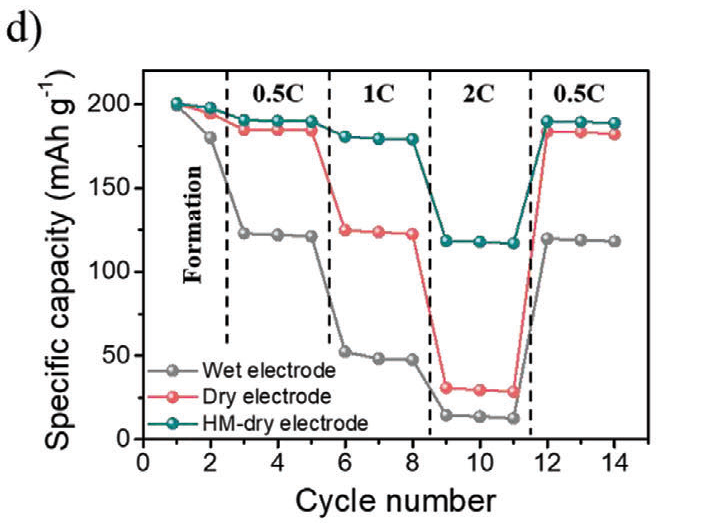 d)
0.5C 1C 2C 0.5C
Formation
Specific capacity (mAh g⁻¹)
200
150
100
50
0
Wet electrode
Dry electrode
HM-dry electrode
0 2 4 6 8 10 12 14
Cycle number